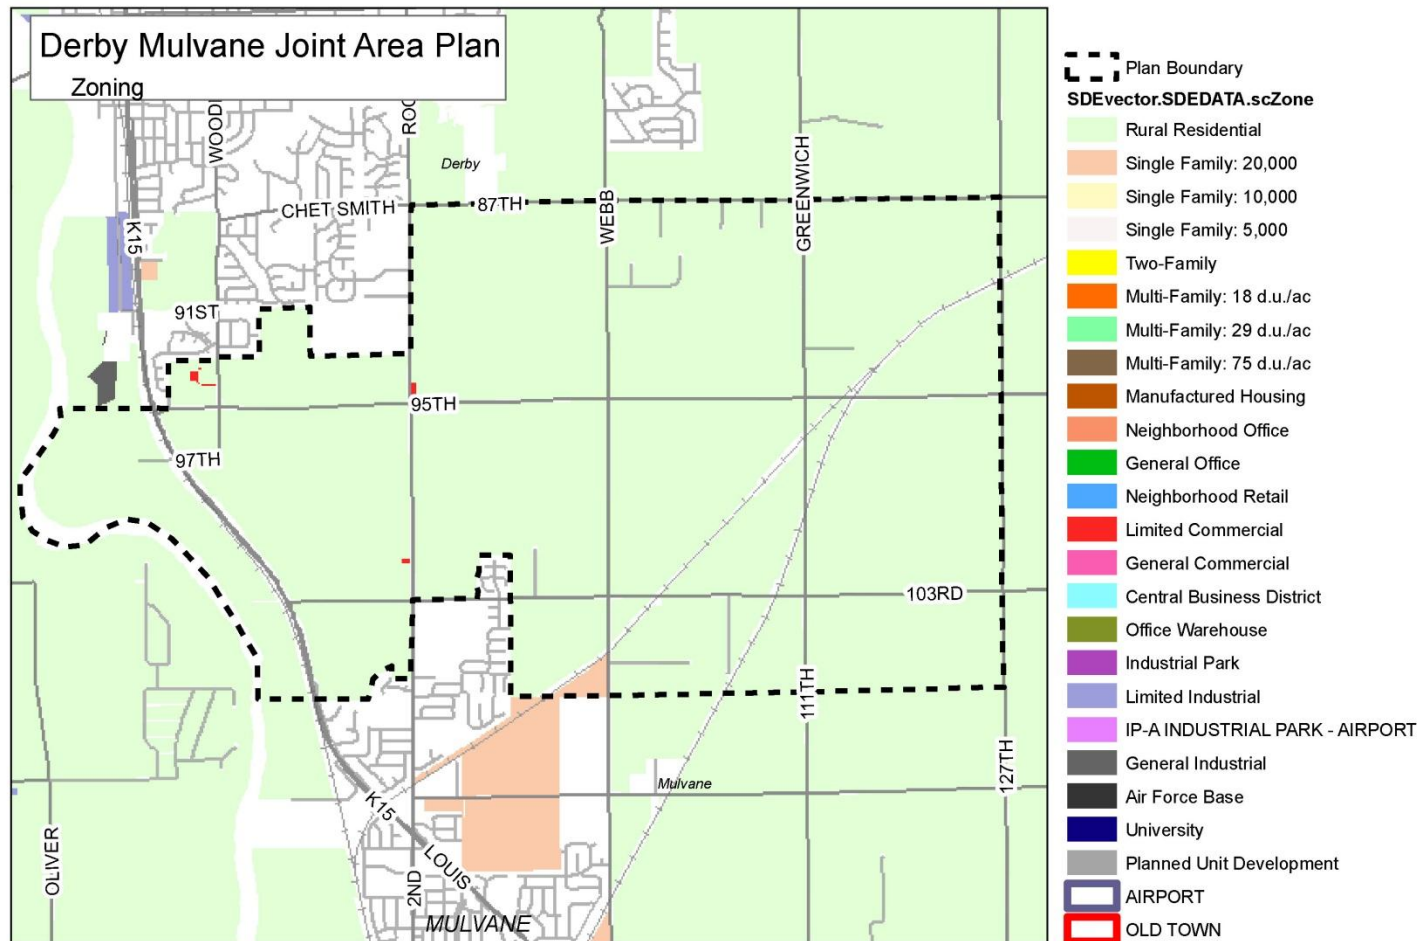 Derby Mulvane Joint Area Plan
Zoning
WOODL
ROC
Derby
CHET SMITH
87TH
K15
WEBB
GREENWICH
91ST
95TH
97TH
103RD
111TH
127TH
Mulvane
OLIVER
K15
LOUIS
2ND
MULVANE
Plan Boundary
SDEvector.SDEDATA.scZone
Rural Residential
Single Family: 20,000
Single Family: 10,000
Single Family: 5,000
Two-Family
Multi-Family: 18 d.u./ac
Multi-Family: 29 d.u./ac
Multi-Family: 75 d.u./ac
Manufactured Housing
Neighborhood Office
General Office
Neighborhood Retail
Limited Commercial
General Commercial
Central Business District
Office Warehouse
Industrial Park
Limited Industrial
IP-A INDUSTRIAL PARK - AIRPORT
General Industrial
Air Force Base
University
Planned Unit Development
AIRPORT
OLD TOWN